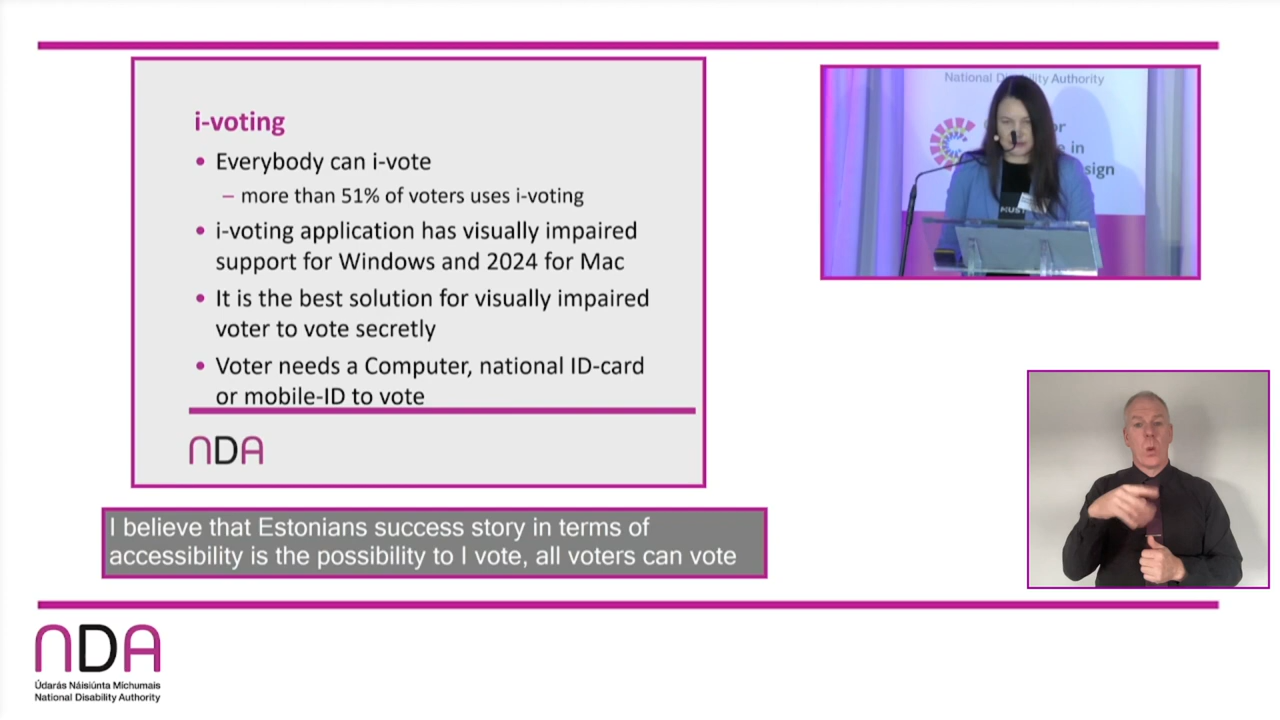 i-voting
• Everybody can i-vote
– more than 51% of voters uses i-voting
• i-voting application has visually impaired
support for Windows and 2024 for Mac
• It is the best solution for visually impaired
voter to vote secretly
• Voter needs a Computer, national ID-card
or mobile-ID to vote
NDA
National Disability Authority
in
sign
MUST
I believe that Estonians success story in terms of
accessibility is the possibility to I vote, all voters can vote
NDA
Údarás Náisiúnta Míchumais
National Disability Authority